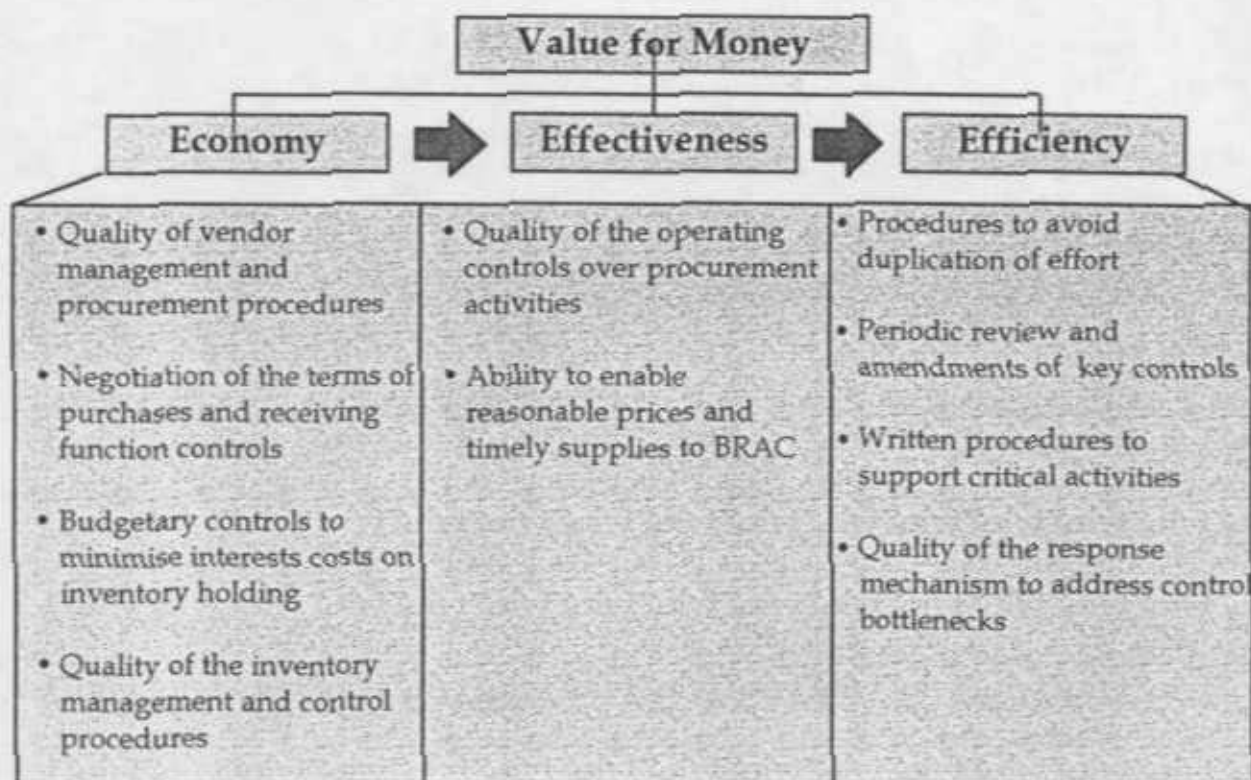 Value for Money
Economy
Effectiveness
Efficiency
• Quality of vendor
management and
procurement procedures
• Negotiation of the terms of
purchases and receiving
function controls
• Budgetary controls to
minimise interests costs on
inventory holding
• Quality of the inventory
management and control
procedures
• Quality of the operating
controls over procurement
activities
• Ability to enable
reasonable prices and
timely supplies to BRAC
• Procedures to avoid
duplication of effort
• Periodic review and
amendments of key controls
• Written procedures to
support critical activities
• Quality of the response
mechanism to address control
bottlenecks